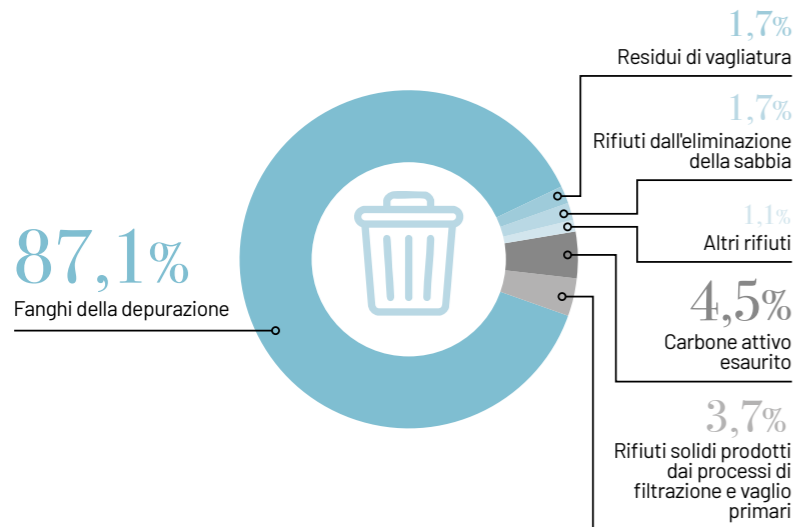 1,7%
Residui di vagliatura
1,7%
Rifiuti dall'eliminazione
della sabbia
1,1%
Altri rifiuti
87,1%
Fanghi della depurazione
4,5%
Carbone attivo
esaurito
3,7%
Rifiuti solidi prodotti
dai processi di
filtrazione e vaglio
primari